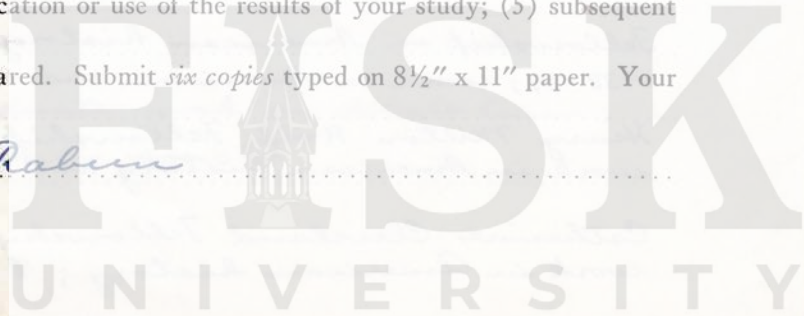 cation or use of the results of your study; (5) subsequent
ared. Submit six copies typed on 8½″ x 11″ paper. Your
Rabun
FISK
UNIVERSITY